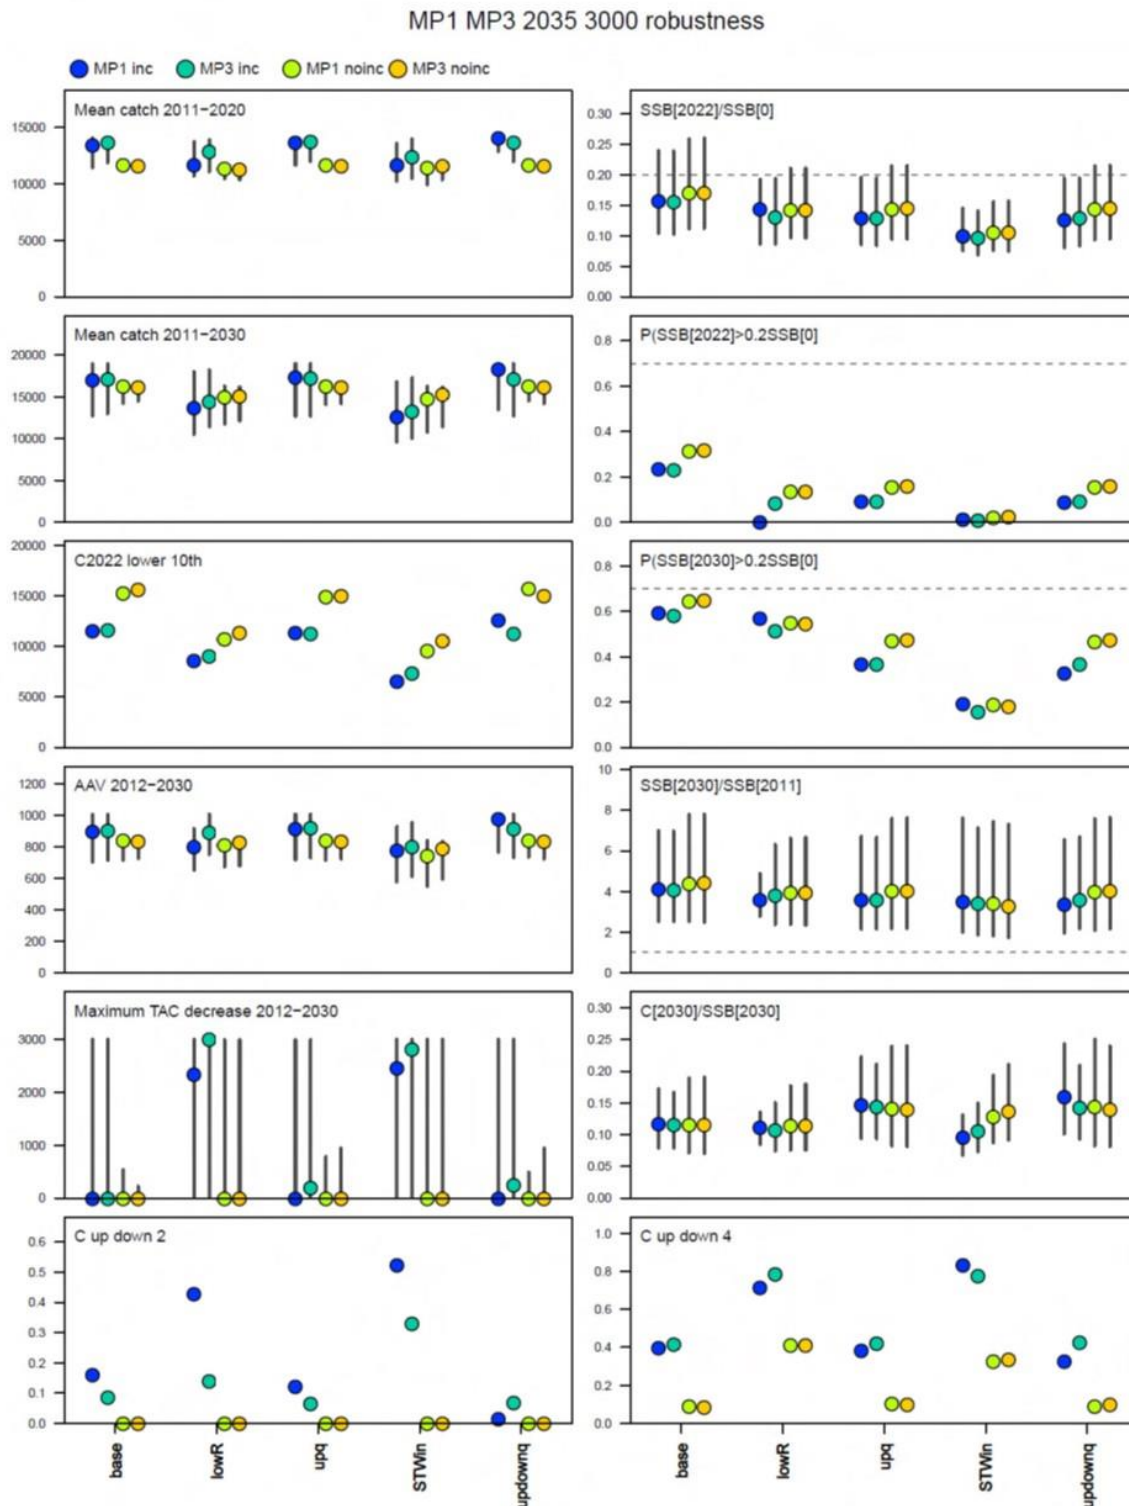 MP1 MP3 2035 3000 robustness
MP1 inc MP3 inc MP1 noinc MP3 noinc
Mean catch 2011−2020
15000
10000
5000
0
SSB[2022]/SSB[0]
0.30
0.25
0.20
0.15
0.10
0.05
0.00
Mean catch 2011−2030
20000
15000
10000
5000
0
P(SSB[2022]>0.2SSB[0]
0.8
0.6
0.4
0.2
0.0
C2022 lower 10th
20000
15000
10000
5000
0
P(SSB[2030]>0.2SSB[0]
0.8
0.6
0.4
0.2
0.0
AAV 2012−2030
1200
1000
800
600
400
200
0
SSB[2030]/SSB[2011]
10
8
6
4
2
0
Maximum TAC decrease 2012−2030
3000
2000
1000
0
C[2030]/SSB[2030]
0.30
0.25
0.20
0.15
0.10
0.05
0.00
C up down 2
0.6
0.5
0.4
0.3
0.2
0.1
0.0
base
lowR
upq
STWin
updownq
C up down 4
1.0
0.8
0.6
0.4
0.2
0.0
base
lowR
upq
STWin
updownq